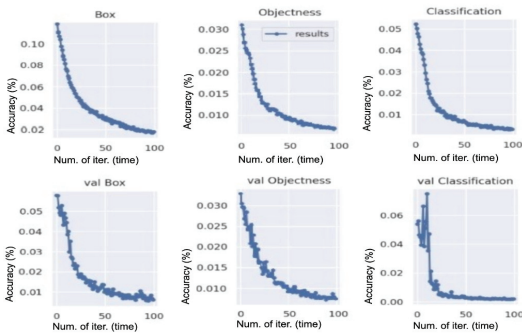 Box
Objectness
Classification
Accuracy (%)
0.10
0.08
0.06
0.04
0.02
0
50
100
Num. of iter. (time)
Accuracy (%)
0.030
0.025
0.020
0.015
0.010
results
0
50
100
Num. of iter. (time)
Accuracy (%)
0.05
0.04
0.03
0.02
0.01
0
50
100
Num. of iter. (time)
val Box
val Objectness
val Classification
Accuracy (%)
0.05
0.04
0.03
0.02
0.01
0
50
100
Num. of iter. (time)
Accuracy (%)
0.030
0.025
0.020
0.015
0.010
0
50
100
Num. of iter. (time)
Accuracy (%)
0.06
0.04
0.02
0.00
0
50
100
Num. of iter. (time)